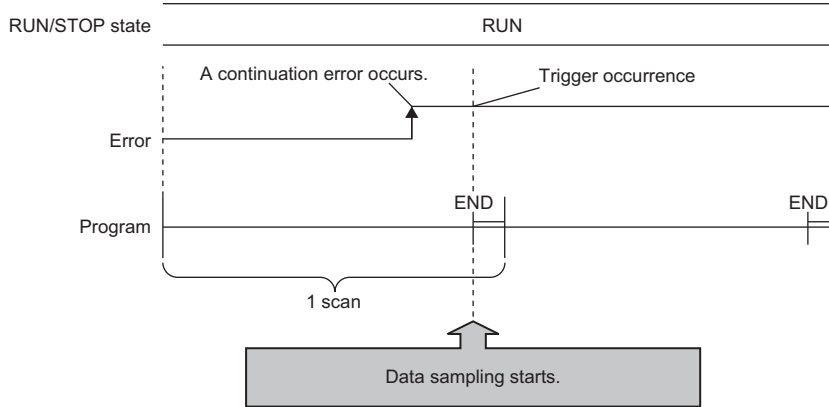 RUN/STOP state
RUN
A continuation error occurs.
Trigger occurrence
Error
END
END
Program
1 scan
Data sampling starts.